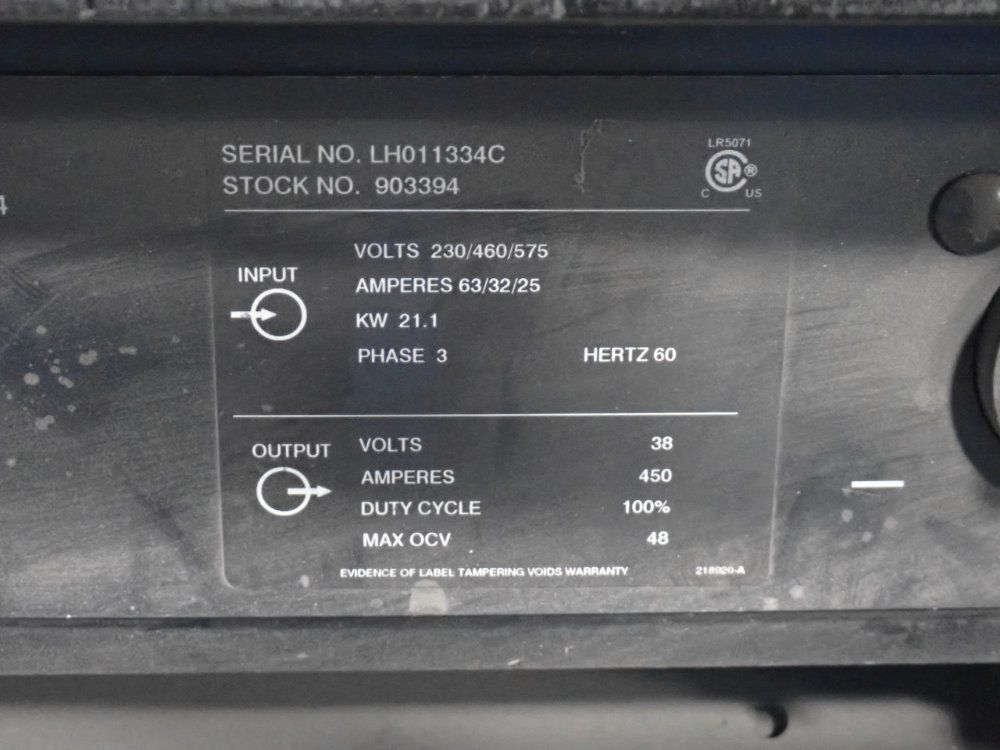 SERIAL NO. LH011334C
STOCK NO. 903394
LR5071
SA ®
C US
4
INPUT
VOLTS 230/460/575
AMPERES 63/32/25
KW 21.1
PHASE 3 HERTZ 60
OUTPUT
VOLTS 38
AMPERES 450
DUTY CYCLE 100%
MAX OCV 48
EVIDENCE OF LABEL TAMPERING VOIDS WARRANTY 218920-A